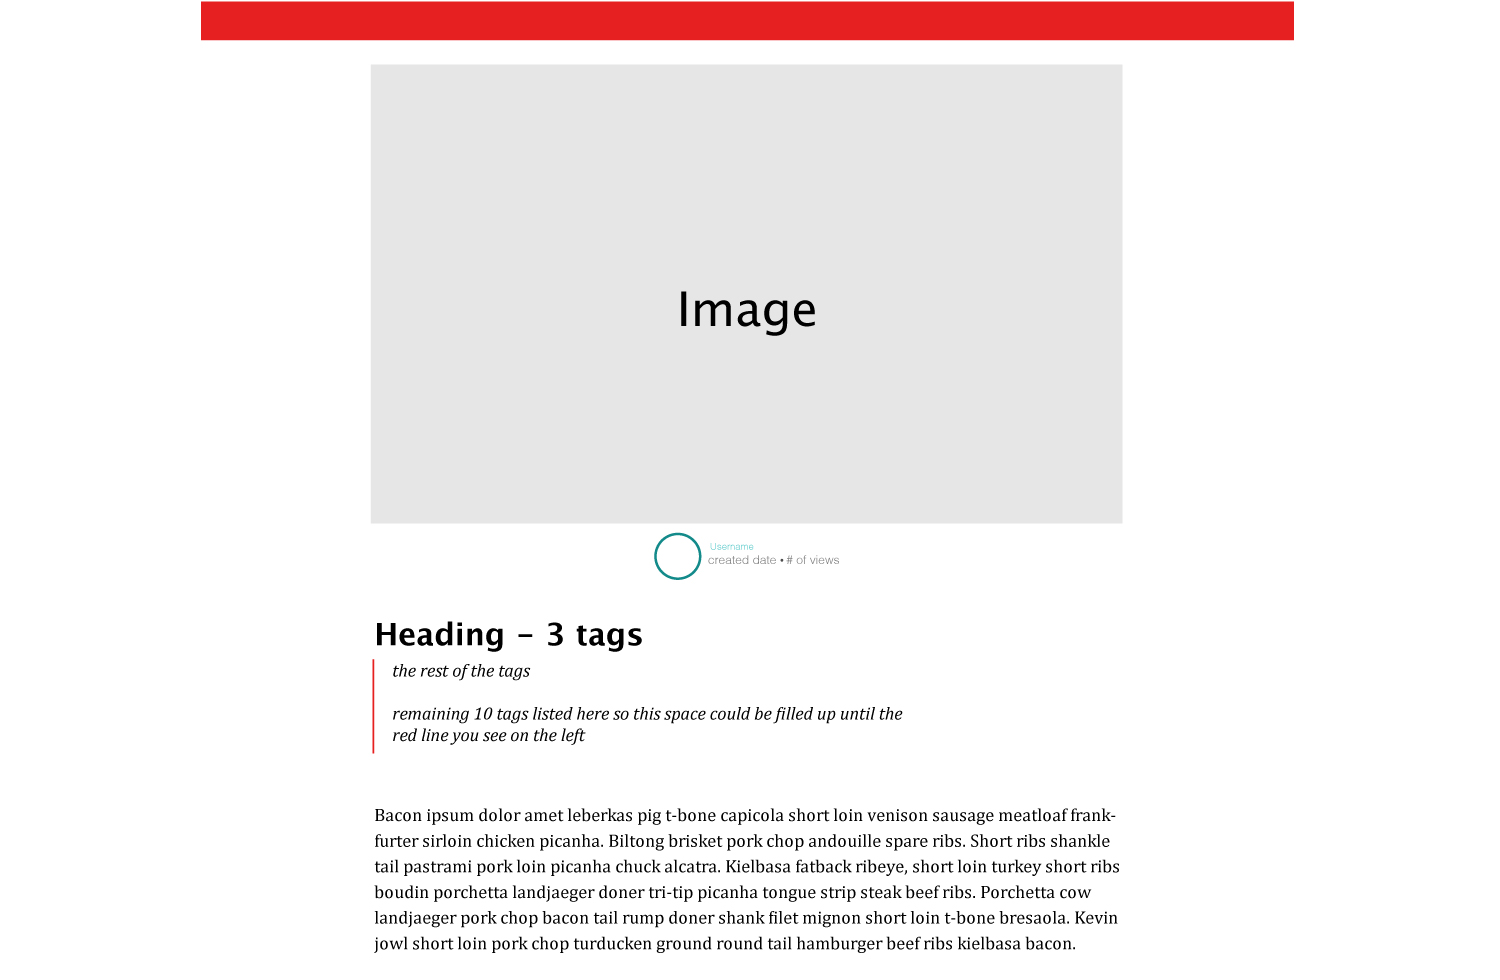 Image
Username
created date • # of views
Heading – 3 tags
the rest of the tags
remaining 10 tags listed here so this space could be filled up until the
red line you see on the left
Bacon ipsum dolor amet leberkas pig t-bone capicola short loin venison sausage meatloaf frank-
furter sirloin chicken picanha. Biltong brisket pork chop andouille spare ribs. Short ribs shankle
tail pastrami pork loin picanha chuck alcatra. Kielbasa fatback ribeye, short loin turkey short ribs
boudin porchetta landjaeger doner tri-tip picanha tongue strip steak beef ribs. Porchetta cow
landjaeger pork chop bacon tail rump doner shank filet mignon short loin t-bone bresaola. Kevin
jowl short loin pork chop turducken ground round tail hamburger beef ribs kielbasa bacon.